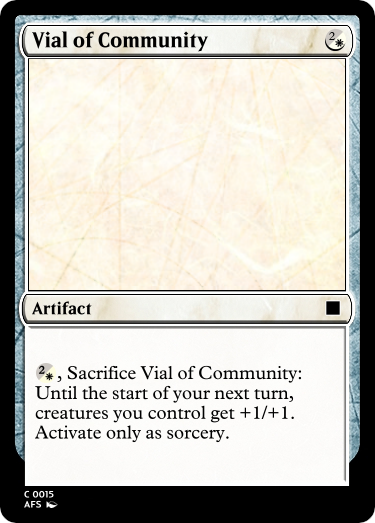 Vial of Community 2
Artifact
2, Sacrifice Vial of Community:
Until the start of your next turn,
creatures you control get +1/+1.
Activate only as sorcery.
C 0015
AFS